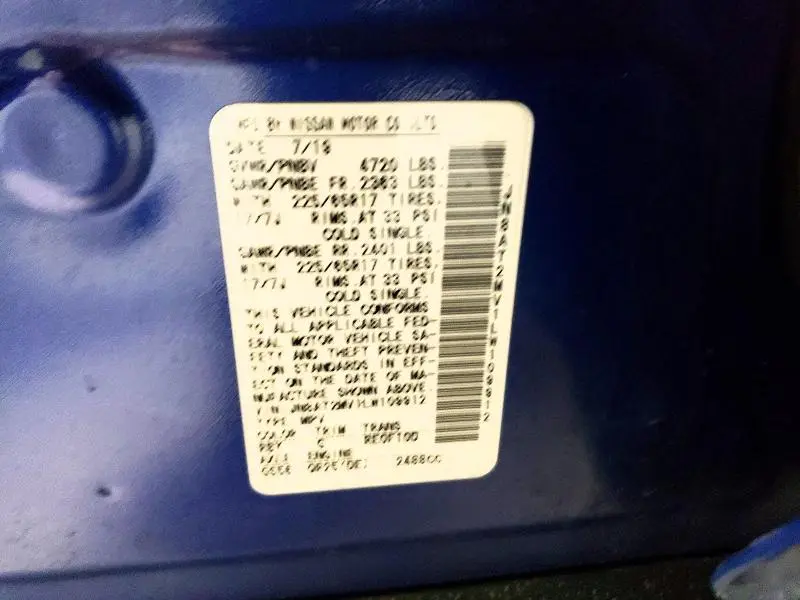 MFD BY NISSAN MOTOR CO.,LTD
DATE 7/19
GVWR/PNBV 4720 LBS.
GAWR/PNBE FR.2363 LBS.
WITH 225/65R17 TIRES.
17X7J RIMS.AT 33 PSI
COLD SINGLE.
GAWR/PNBE RR.2401 LBS.
WITH 225/65R17 TIRES.
17X7J RIMS.AT 33 PSI
COLD SINGLE.
THIS VEHICLE CONFORMS
TO ALL APPLICABLE FED-
ERAL MOTOR VEHICLE SA-
FETY AND THEFT PREVEN-
TION STANDARDS IN EFF-
ECT ON THE DATE OF MA-
NUFACTURE SHOWN ABOVE.
TYPE MPV
COLOR TRIM TRANS
RBY C RE0F10D
AXLE ENGINE
QR25(DE) 2488CC